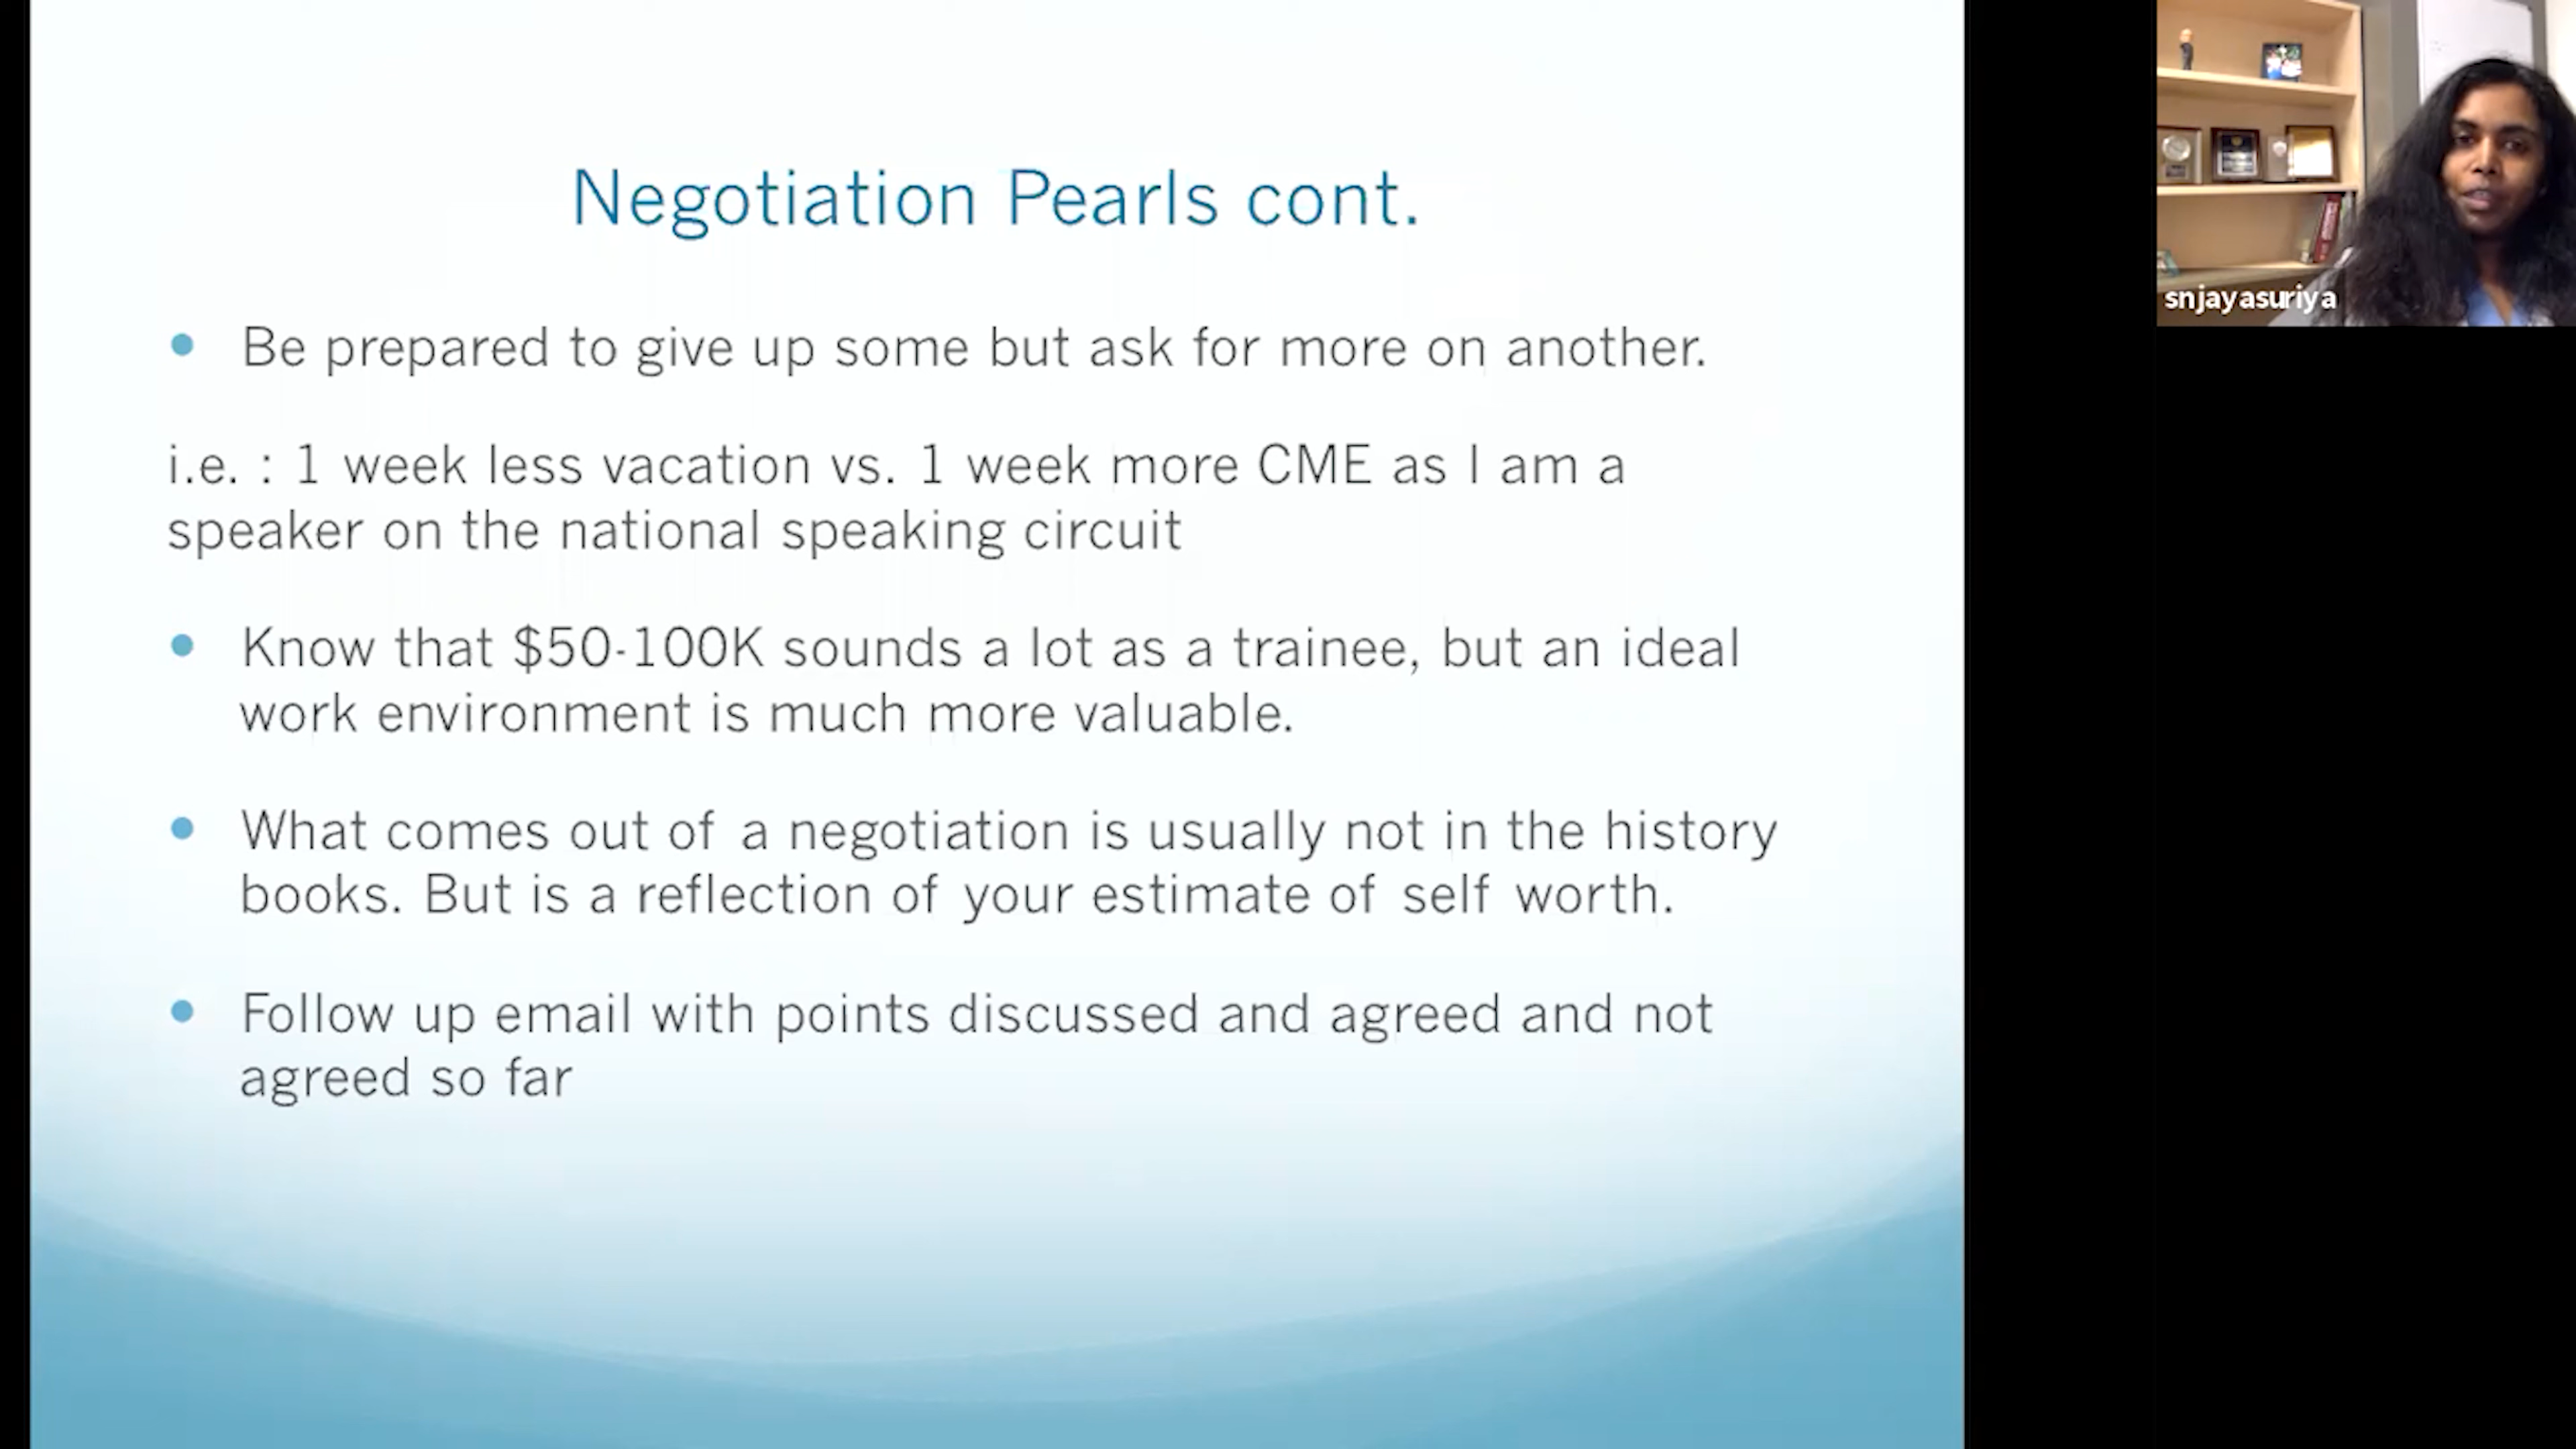 Negotiation Pearls cont.
• Be prepared to give up some but ask for more on another.
i.e. : 1 week less vacation vs. 1 week more CME as I am a
speaker on the national speaking circuit
• Know that $50-100K sounds a lot as a trainee, but an ideal
work environment is much more valuable.
• What comes out of a negotiation is usually not in the history
books. But is a reflection of your estimate of self worth.
• Follow up email with points discussed and agreed and not
agreed so far
snjayasuriya